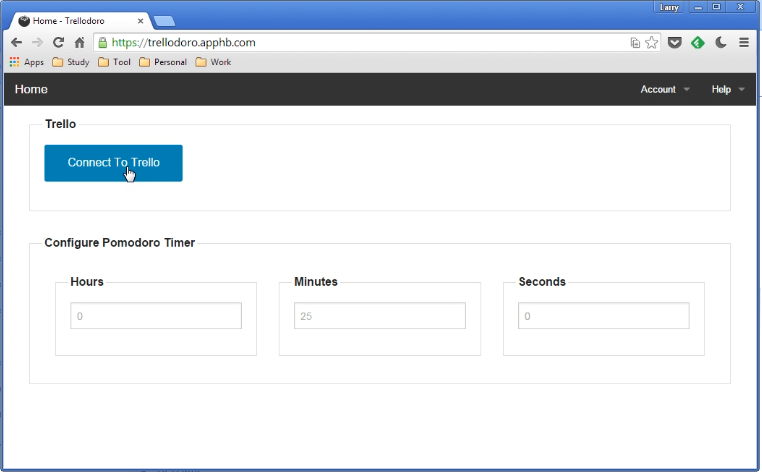 Larry
Home - Trellodoro
https://trellodoro.apphb.com
Apps Study Tool Personal Work
Home Account Help
Trello
Connect To Trello
Configure Pomodoro Timer
Hours Minutes Seconds
0 25 0